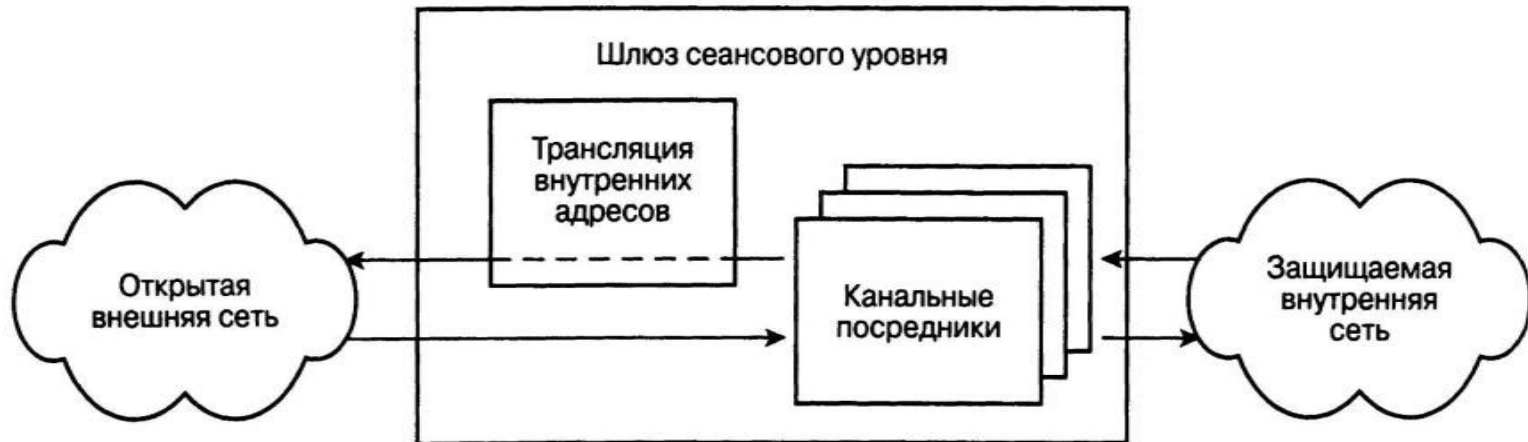 Шлюз сеансового уровня
Трансляция
внутренних
адресов
Открытая
внешняя сеть
Канальные
посредники
Защищаемая
внутренняя
сеть